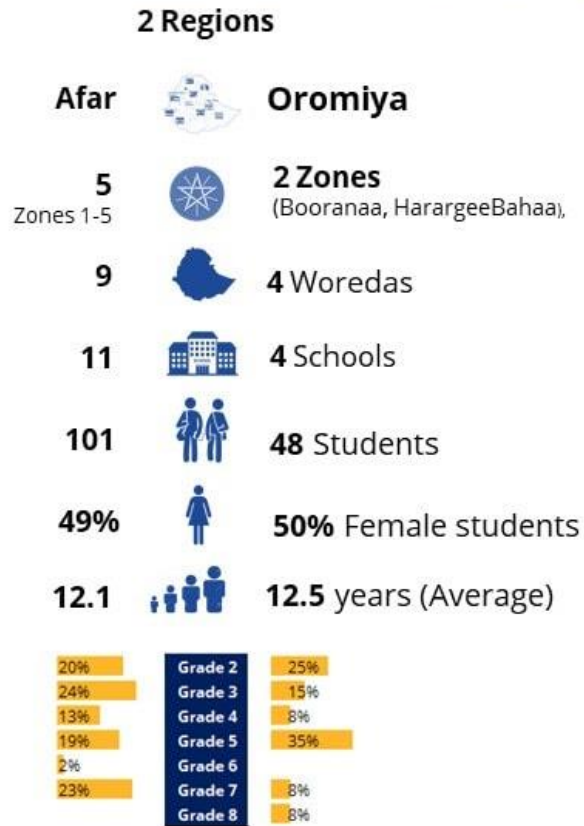 2 Regions
Afar Oromiya
5 2 Zones
Zones 1-5 (Booranaa, HarargeeBahaa),
9 4 Woredas
11 4 Schools
101 48 Students
49% 50% Female students
12.1 12.5 years (Average)
20% Grade 2 25%
24% Grade 3 15%
13% Grade 4 8%
19% Grade 5 35%
2% Grade 6
23% Grade 7 8%
Grade 8 8%